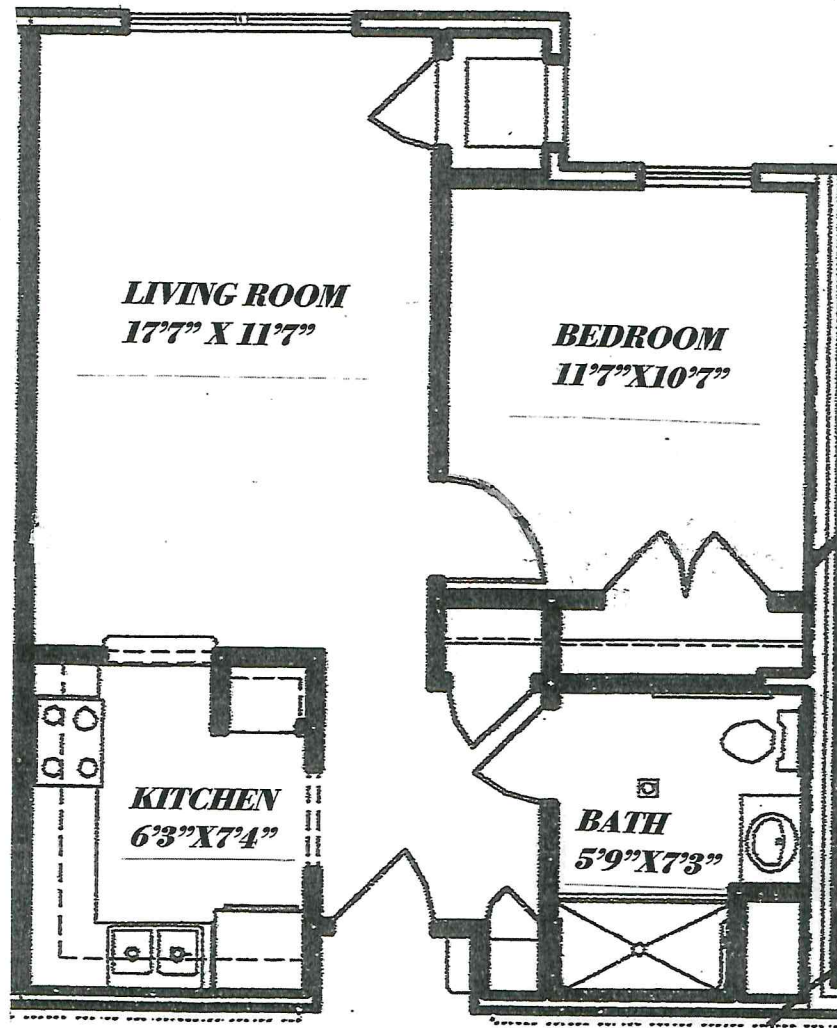 LIVING ROOM
17'7" X 11'7"
BEDROOM
11'7"X10'7"
KITCHEN
6'3"X7'4"
BATH
5'9"X7'3"